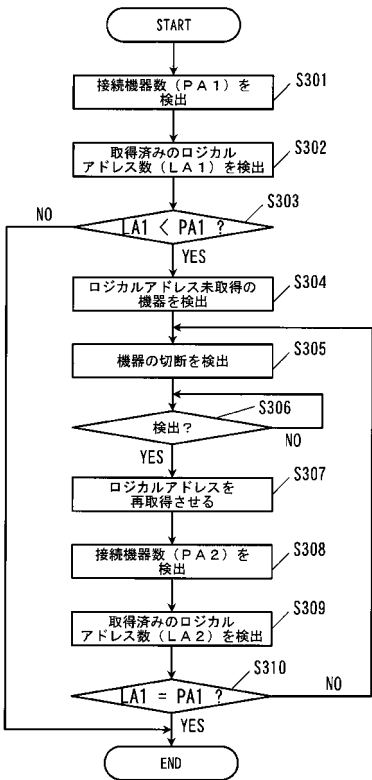 START
接続機器数(PA1)を
検出
S301
取得済みのロジカル
アドレス数(LA1)を検出
S302
S303
NO
LA1 < PA1 ?
YES
ロジカルアドレス未取得の
機器を検出
S304
機器の切断を検出
S305
S306
検出?
NO
YES
ロジカルアドレスを
再取得させる
S307
接続機器数(PA2)を
検出
S308
取得済みのロジカル
アドレス数(LA2)を検出
S309
S310
LA1 = PA1 ?
NO
YES
END